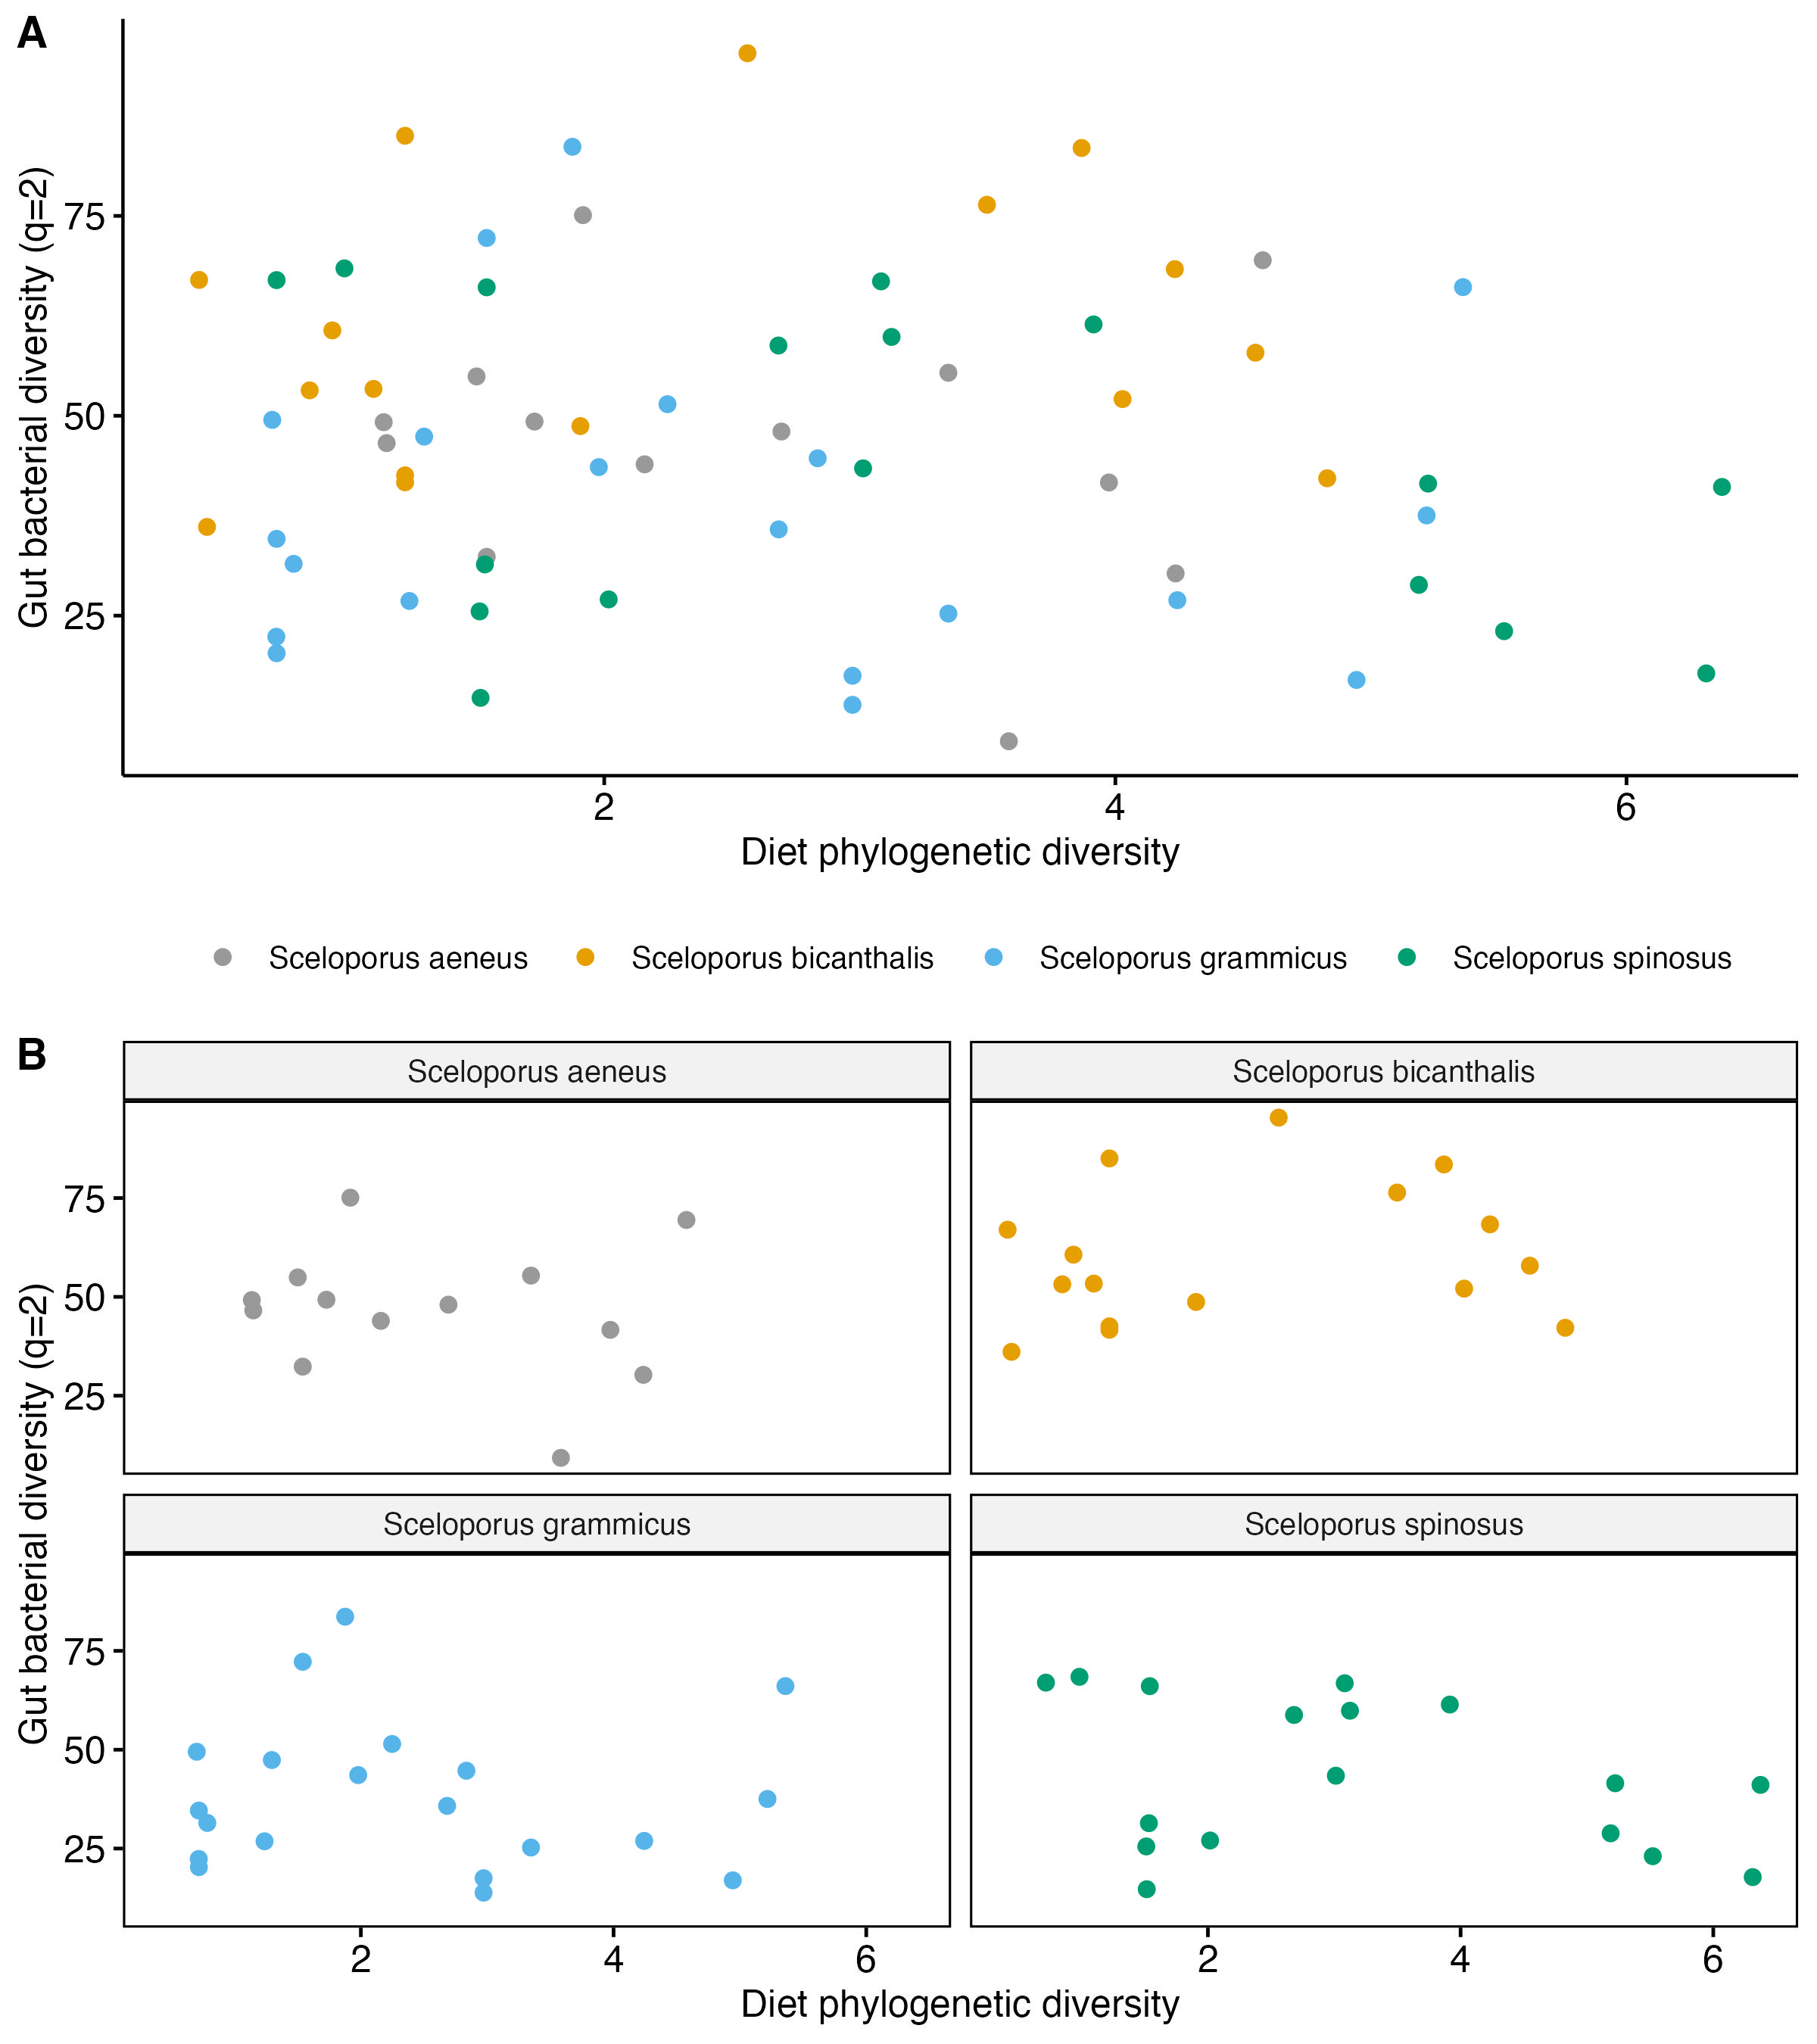 A
Gut bacterial diversity (q=2)
75
50
25
2 4 6
Diet phylogenetic diversity
Sceloporus aeneus Sceloporus bicanthalis Sceloporus grammicus Sceloporus spinosus
B
Sceloporus aeneus Sceloporus bicanthalis
Gut bacterial diversity (q=2)
75
50
25
Sceloporus grammicus Sceloporus spinosus
75
50
25
2 4 6 2 4 6
Diet phylogenetic diversity